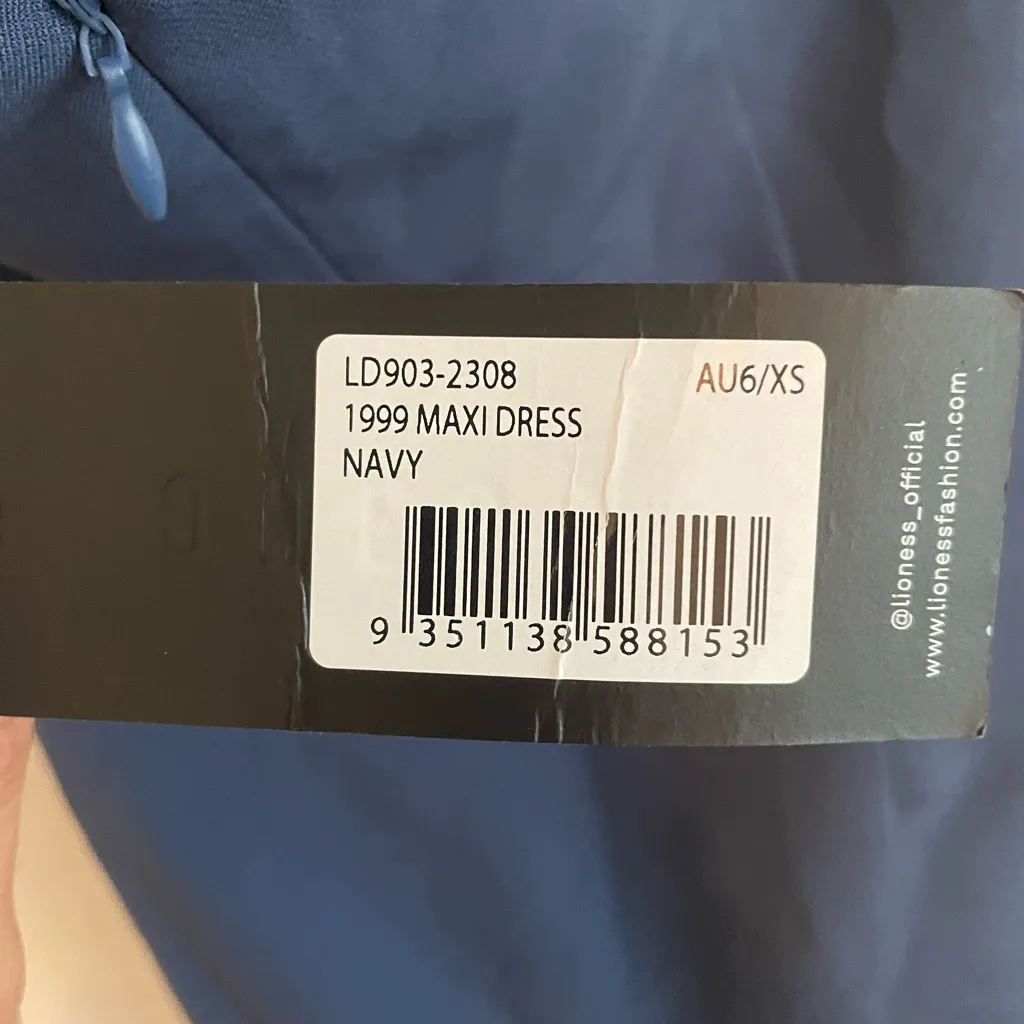 LD903-2308 AU6/XS
1999 MAXI DRESS
NAVY
9 351138 588153
@lioness_official
www.lionessfashion.com